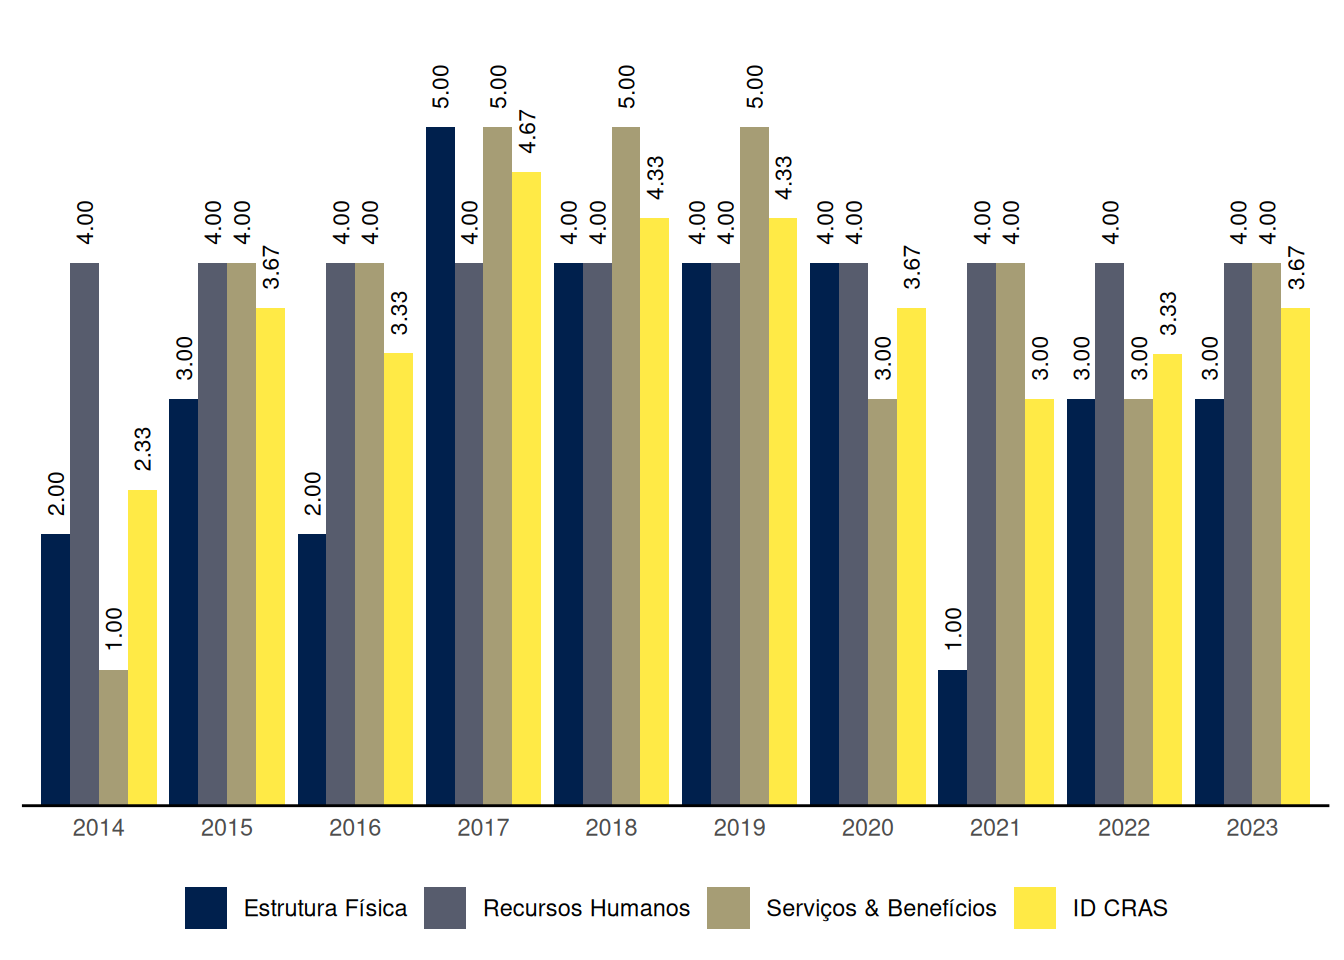 5.00 5.00 5.00 5.00
4.67
4.33 4.33
4.00 4.00 4.00 4.00 4.00 4.00 4.00 4.00 4.00 4.00 4.00 4.00 4.00 4.00 4.00 4.00 4.00 4.00
3.67 3.67 3.67
3.33 3.33
3.00 3.00 3.00 3.00 3.00 3.00
2.33
2.00 2.00
1.00 1.00
2014 2015 2016 2017 2018 2019 2020 2021 2022 2023
Estrutura Física Recursos Humanos Serviços & Benefícios ID CRAS